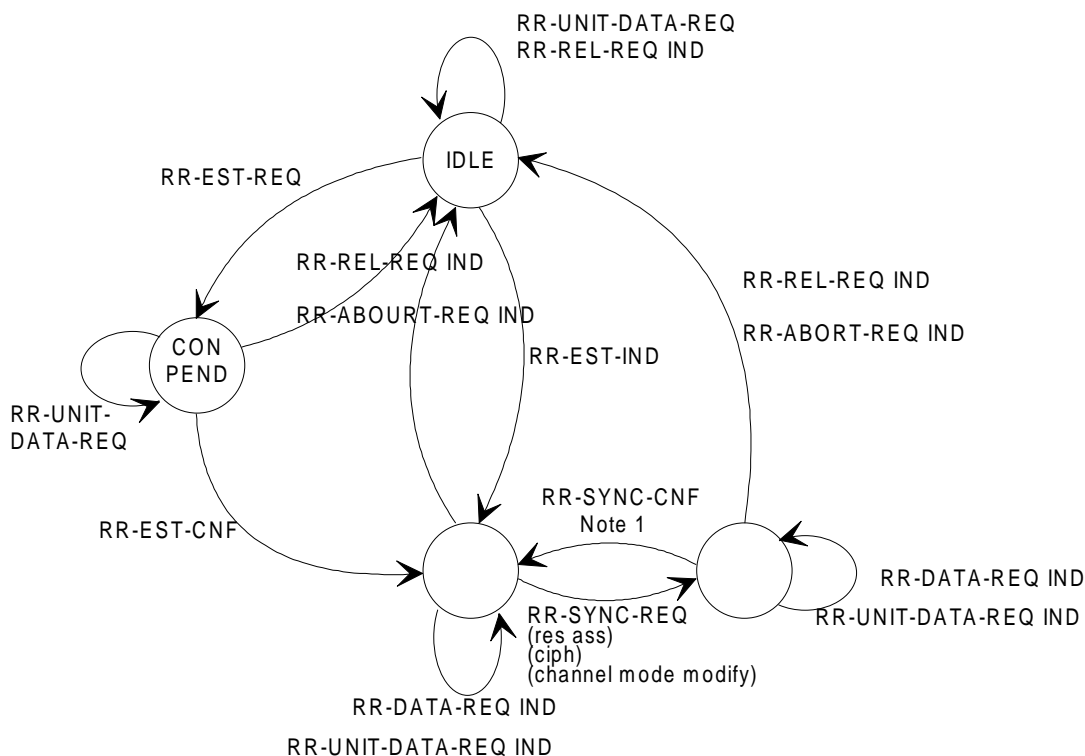 RR-UNIT-DATA-REQ
RR-REL-REQ IND
IDLE
RR-EST-REQ
RR-REL-REQ IND
RR-ABOURT-REQ IND
RR-REL-REQ IND
RR-ABORT-REQ IND
CON
PEND
RR-EST-IND
RR-UNIT-
DATA-REQ
RR-EST-CNF
RR-SYNC-CNF
Note 1
RR-SYNC-REQ
(res ass)
(ciph)
(channel mode modify)
RR-DATA-REQ IND
RR-UNIT-DATA-REQ IND
RR-DATA-REQ IND
RR-UNIT-DATA-REQ IND